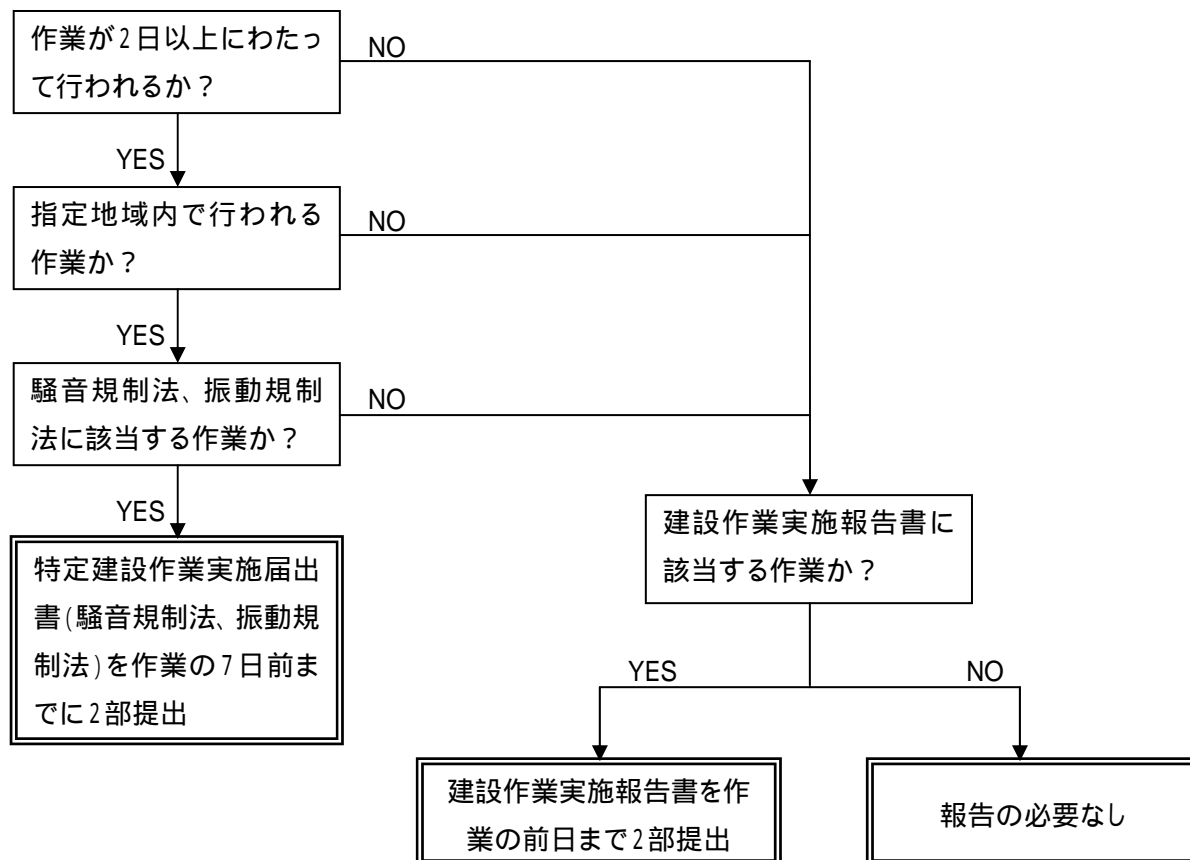 作業が2日以上にわたっ
て行われるか？
NO
YES
指定地域内で行われる
作業か？
NO
YES
騒音規制法、振動規制
法に該当する作業か？
NO
YES
特定建設作業実施届出
書(騒音規制法、振動規
制法)を作業の7日前ま
でに2部提出
建設作業実施報告書に
該当する作業か？
YES
NO
建設作業実施報告書を作
業の前日まで2部提出
報告の必要なし